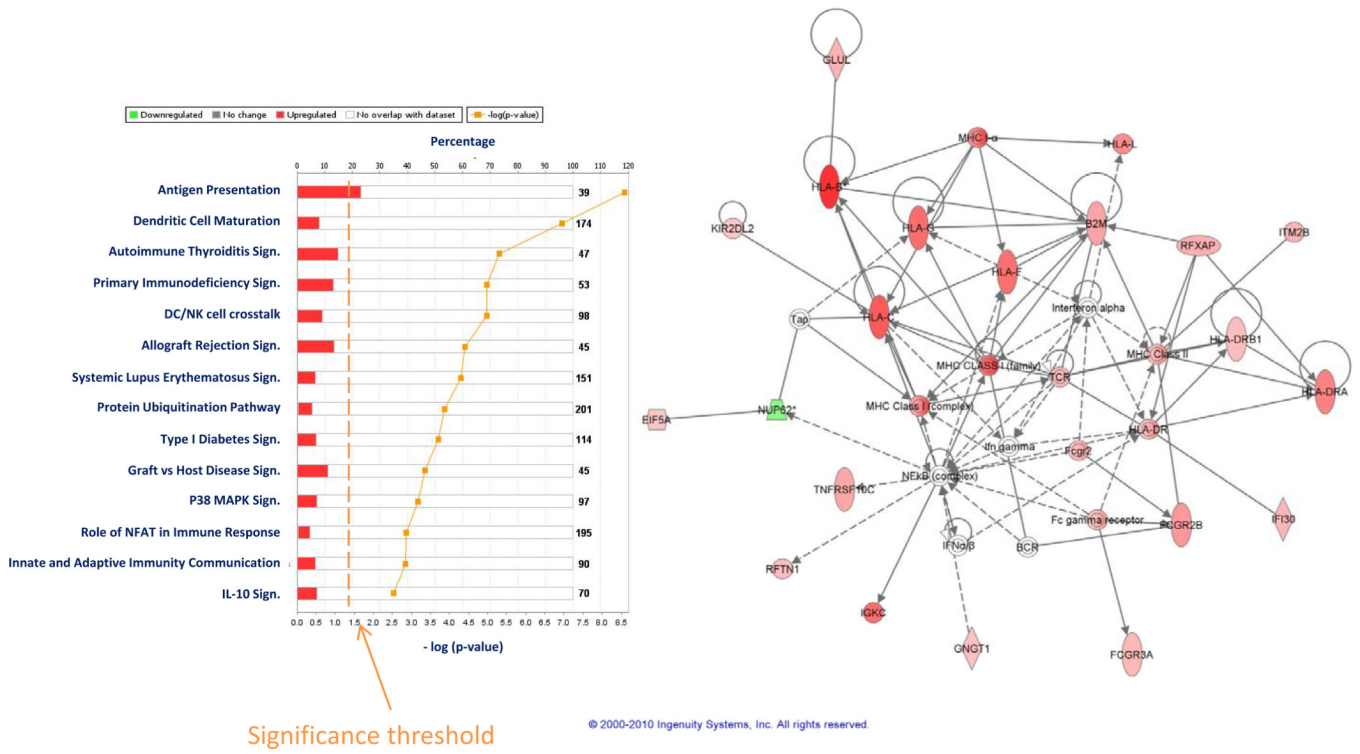 Downregulated No change Upregulated No overlap with dataset -log(p-value)
Percentage
0 10 20 30 40 50 60 70 80 90 100 110 120
Antigen Presentation 39
Dendritic Cell Maturation 174
Autoimmune Thyroiditis Sign. 47
Primary Immunodeficiency Sign. 53
DC/NK cell crosstalk 98
Allograft Rejection Sign. 45
Systemic Lupus Erythematosus Sign. 151
Protein Ubiquitination Pathway 201
Type I Diabetes Sign. 114
Graft vs Host Disease Sign. 45
P38 MAPK Sign. 97
Role of NFAT in Immune Response 195
Innate and Adaptive Immunity Communication 90
IL-10 Sign. 70
0.0 0.5 1.0 1.5 2.0 2.5 3.0 3.5 4.0 4.5 5.0 5.5 6.0 6.5 7.0 7.5 8.0 8.5
- log (p-value)
Significance threshold
GLUL
MHC I-α
HLA-L
HLA-B*
KIR2DL2
HLA-G
B2M
ITM2B
RFXAP
HLA-E
Interferon alpha
Tap
HLA-C
HLA-DRB1
MHC Class II
MHC CLASS I (family)
TCR
HLA-DRA
MHC Class I (complex)
NUP62*
EIF5A
HLA-DR
Ifn gamma
Fcgr2
NFkB (complex)
TNFRSF10C
Fc gamma receptor
FCGR2B
IFI30
IFNα/β
BCR
RFTN1
IGKC
GNGT1
FCGR3A
© 2000-2010 Ingenuity Systems, Inc. All rights reserved.